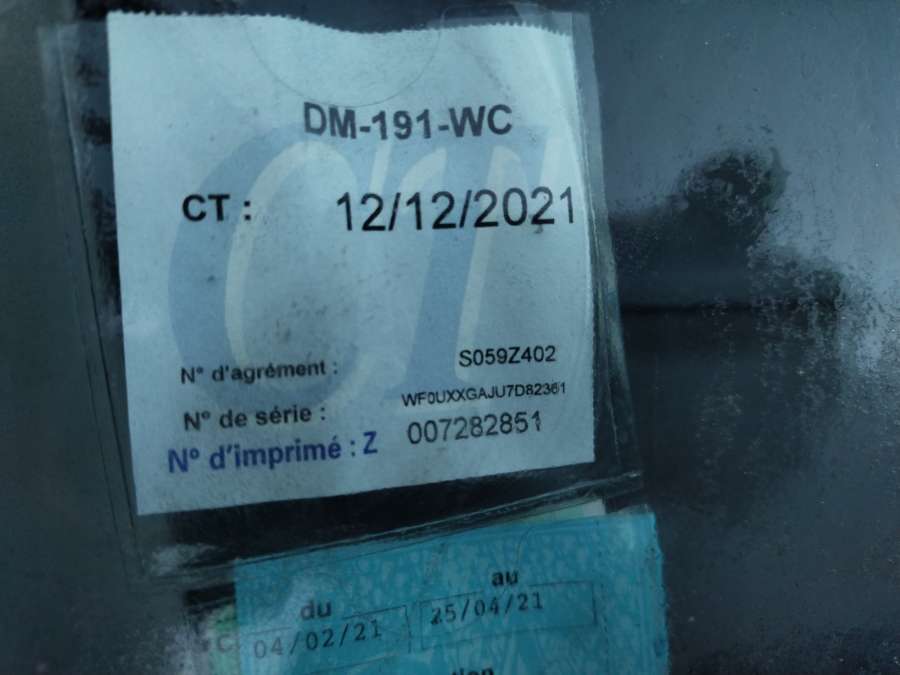 DM-191-WC
CT : 12/12/2021
N° d'agrément : S059Z402
N° de série : WF0UXXGAJU7D82361
N° d'imprimé : Z 007282851
du au
C 04/02/21 25/04/21